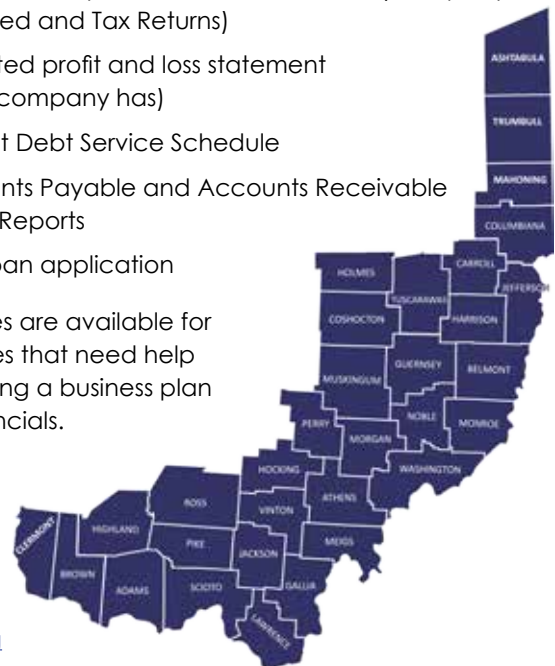 ed and Tax Returns)
ted profit and loss statement
company has)
t Debt Service Schedule
nts Payable and Accounts Receivable
Reports
oan application
es are available for
es that need help
ing a business plan
ncials.
ASHTABULA
TRUMBULL
MAHONING
COLUMBIANA
CARROLL
HOLMES
JEFFERSON
TUSCARAWAS
COSHOCTON
HARRISON
GUERNSEY
BELMONT
MUSKINGUM
NOBLE
PERRY
MONROE
MORGAN
WASHINGTON
HOCKING
ATHENS
ROSS
VINTON
HIGHLAND
MEIGS
CLERMONT
PIKE
JACKSON
BROWN
ADAMS
SCIOTO
GALLIA
LAWRENCE